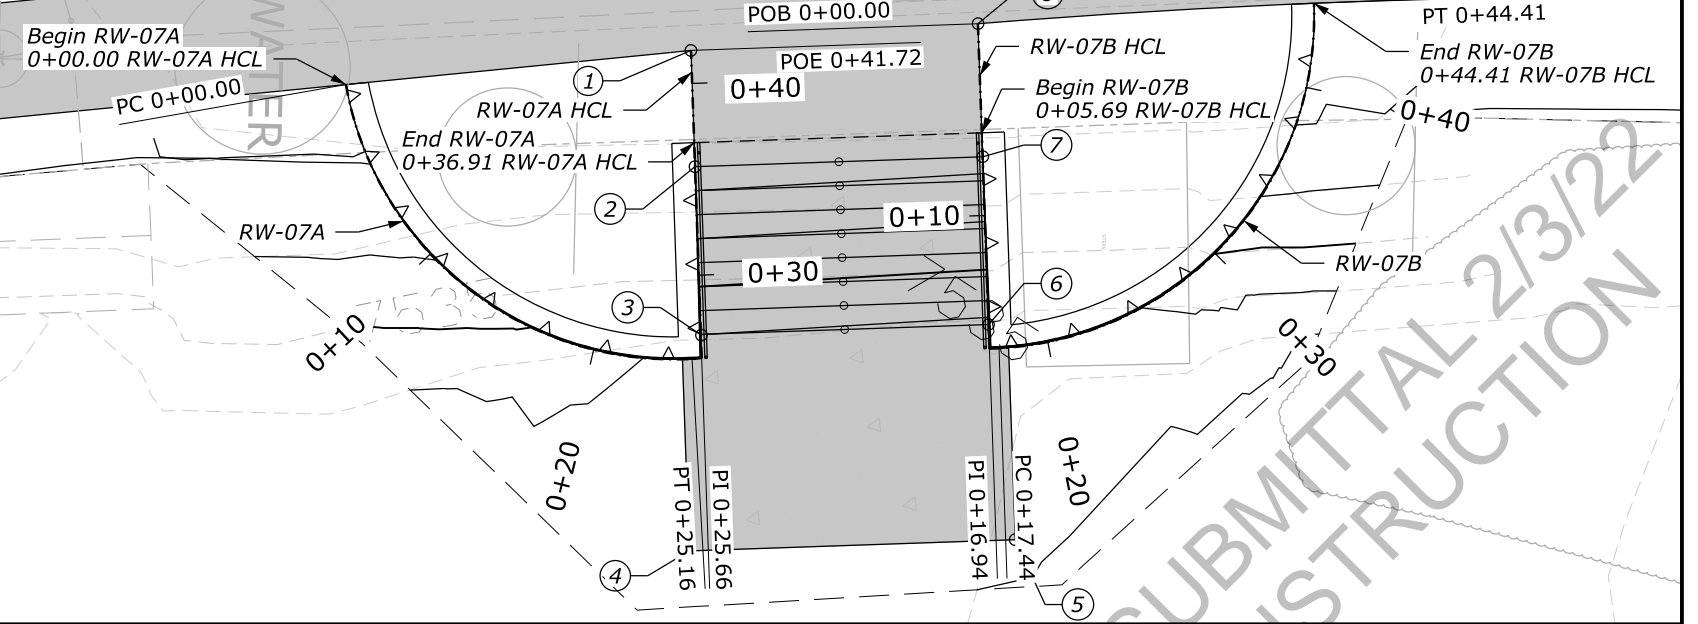 POB 0+00.00
PT 0+44.41
Begin RW-07A
0+00.00 RW-07A HCL
WATER
RW-07B HCL
End RW-07B
0+44.41 RW-07B HCL
POE 0+41.72
1
0+40
PC 0+00.00
RW-07A HCL
Begin RW-07B
0+05.69 RW-07B HCL
0+40
End RW-07A
0+36.91 RW-07A HCL
7
2
0+10
RW-07A
0+30
RW-07B
6
3
0+10
0+30
SUBMITTAL 2/3/22
NSTRUCTION
0+20
0+20
PT 0+25.16
PI 0+25.66
PI 0+16.94
PC 0+17.44
4
5